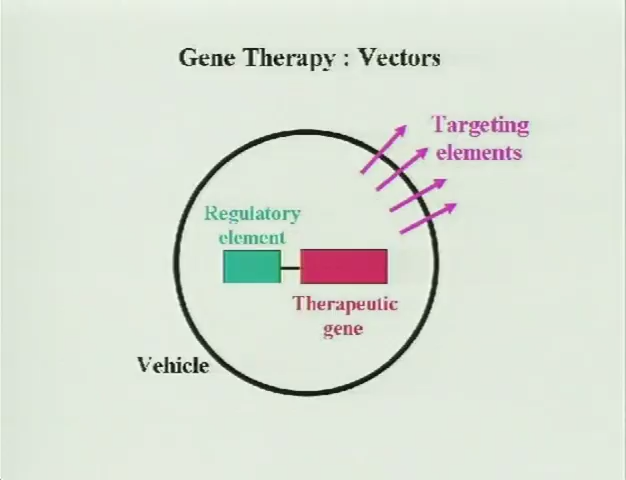 Gene Therapy : Vectors
Targeting
elements
Regulatory
element
Therapeutic
gene
Vehicle